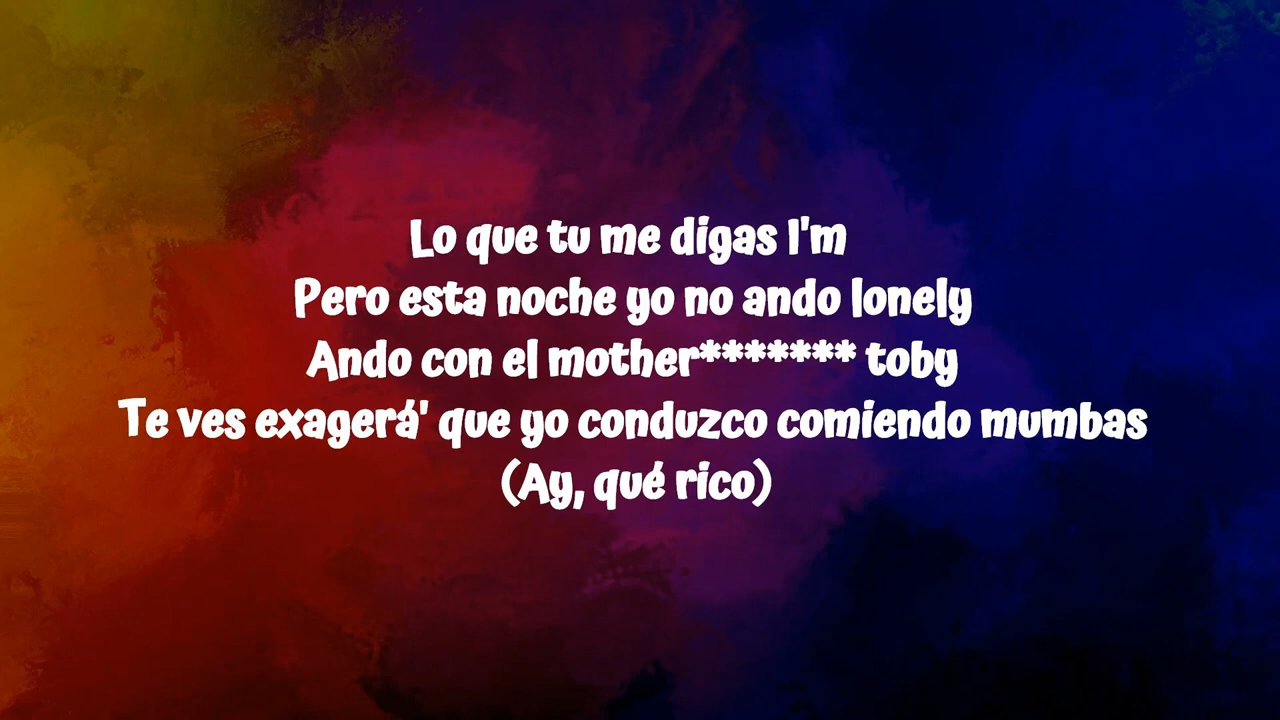 Lo que tu me digas I'm
Pero esta noche yo no ando lonely
Ando con el mother******* toby
Te ves exagerá' que yo conduzco comiendo mumbas
(Ay, qué rico)